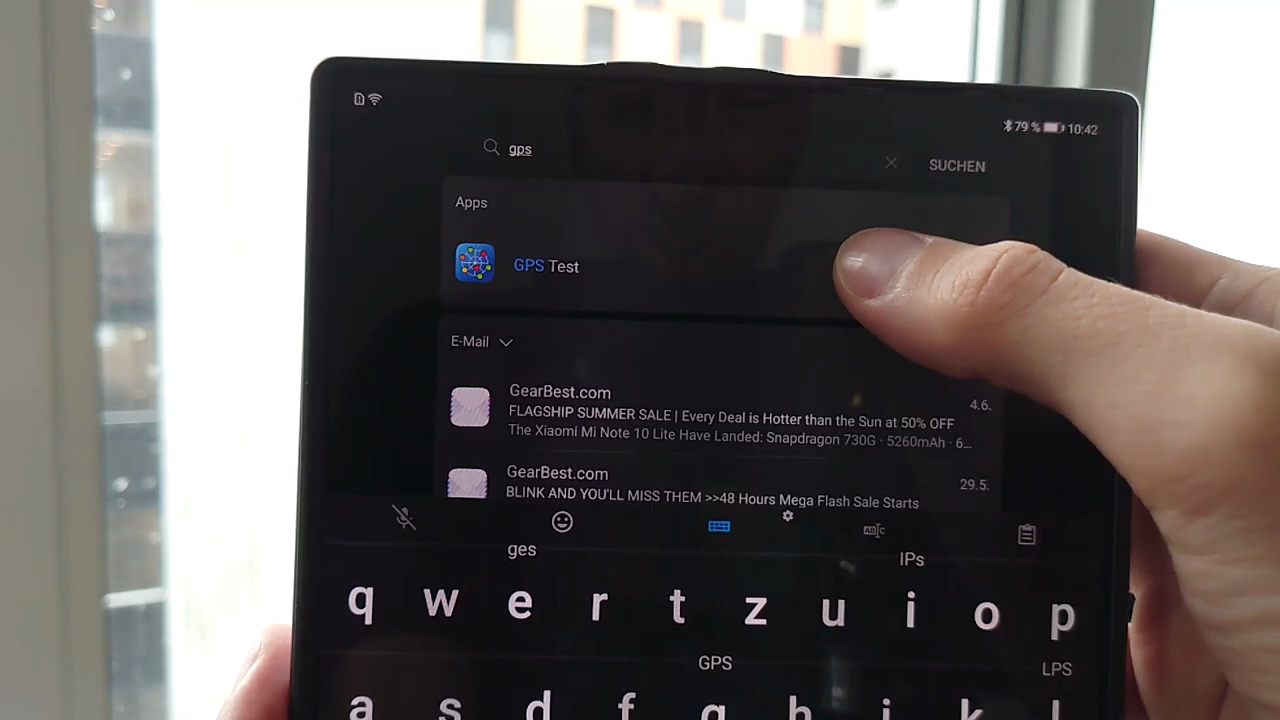 79 % 10:42
gps
SUCHEN
Apps
GPS Test
E-Mail
GearBest.com
4.6.
FLAGSHIP SUMMER SALE | Every Deal is Hotter than the Sun at 50% OFF
The Xiaomi Mi Note 10 Lite Have Landed: Snapdragon 730G · 5260mAh · 6...
GearBest.com
29.5.
BLINK AND YOU'LL MISS THEM >>48 Hours Mega Flash Sale Starts
ges
IPs
q w e r t z u i o p
GPS
LPS
a s d f g h j k l